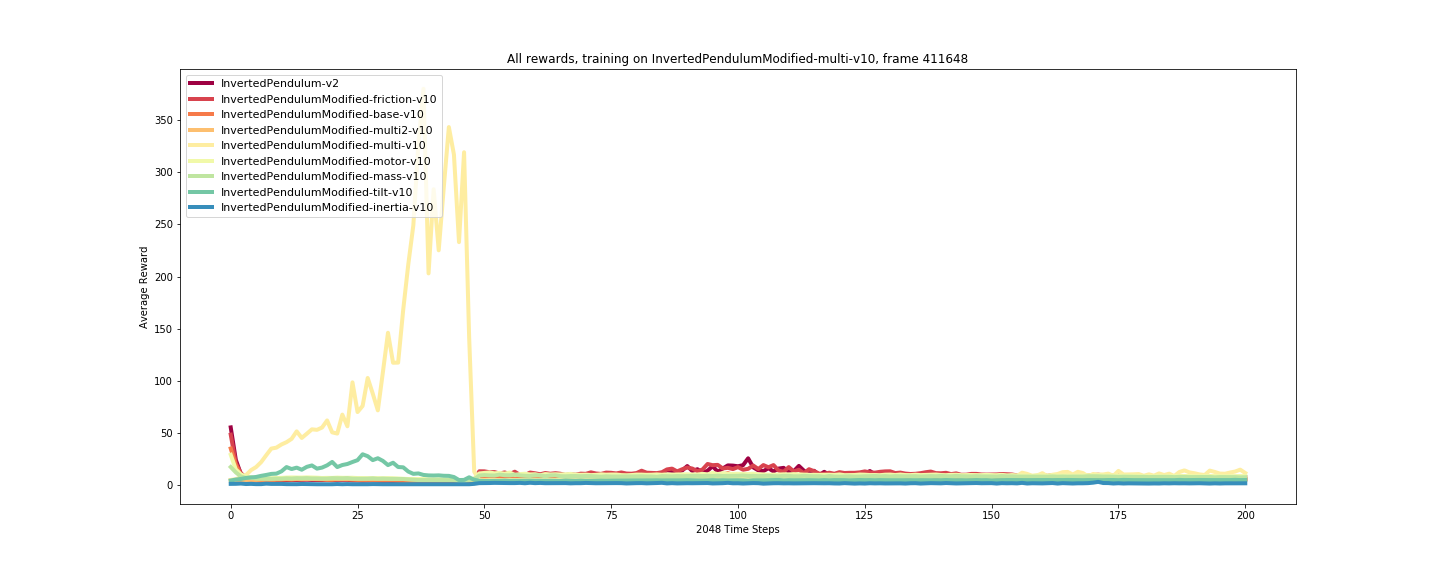 All rewards, training on InvertedPendulumModified-multi-v10, frame 411648
InvertedPendulum-v2
InvertedPendulumModified-friction-v10
InvertedPendulumModified-base-v10
InvertedPendulumModified-multi2-v10
InvertedPendulumModified-multi-v10
InvertedPendulumModified-motor-v10
InvertedPendulumModified-mass-v10
InvertedPendulumModified-tilt-v10
InvertedPendulumModified-inertia-v10
350
300
250
200
150
100
50
0
Average Reward
0 25 50 75 100 125 150 175 200
2048 Time Steps